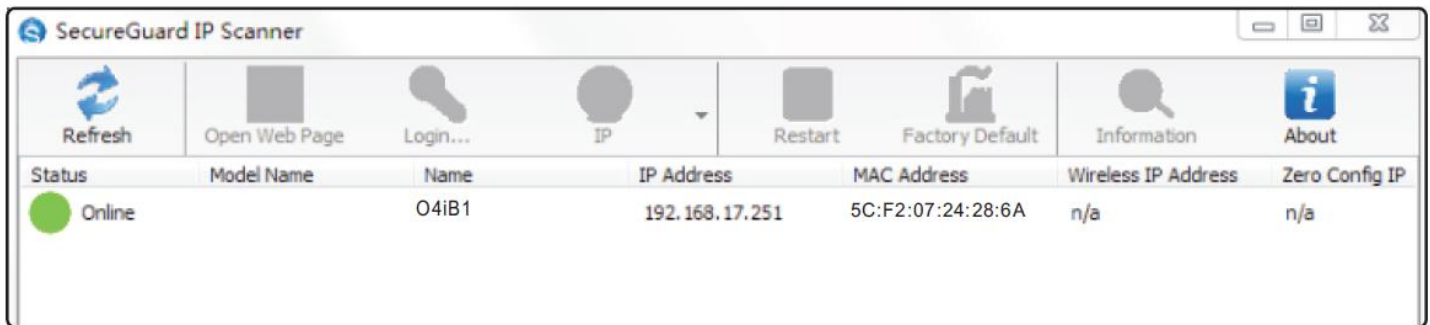 SecureGuard IP Scanner
Refresh Open Web Page Login... IP Restart Factory Default Information About
Status Model Name Name IP Address MAC Address Wireless IP Address Zero Config IP
Online O4iB1 192.168.17.251 5C:F2:07:24:28:6A n/a n/a